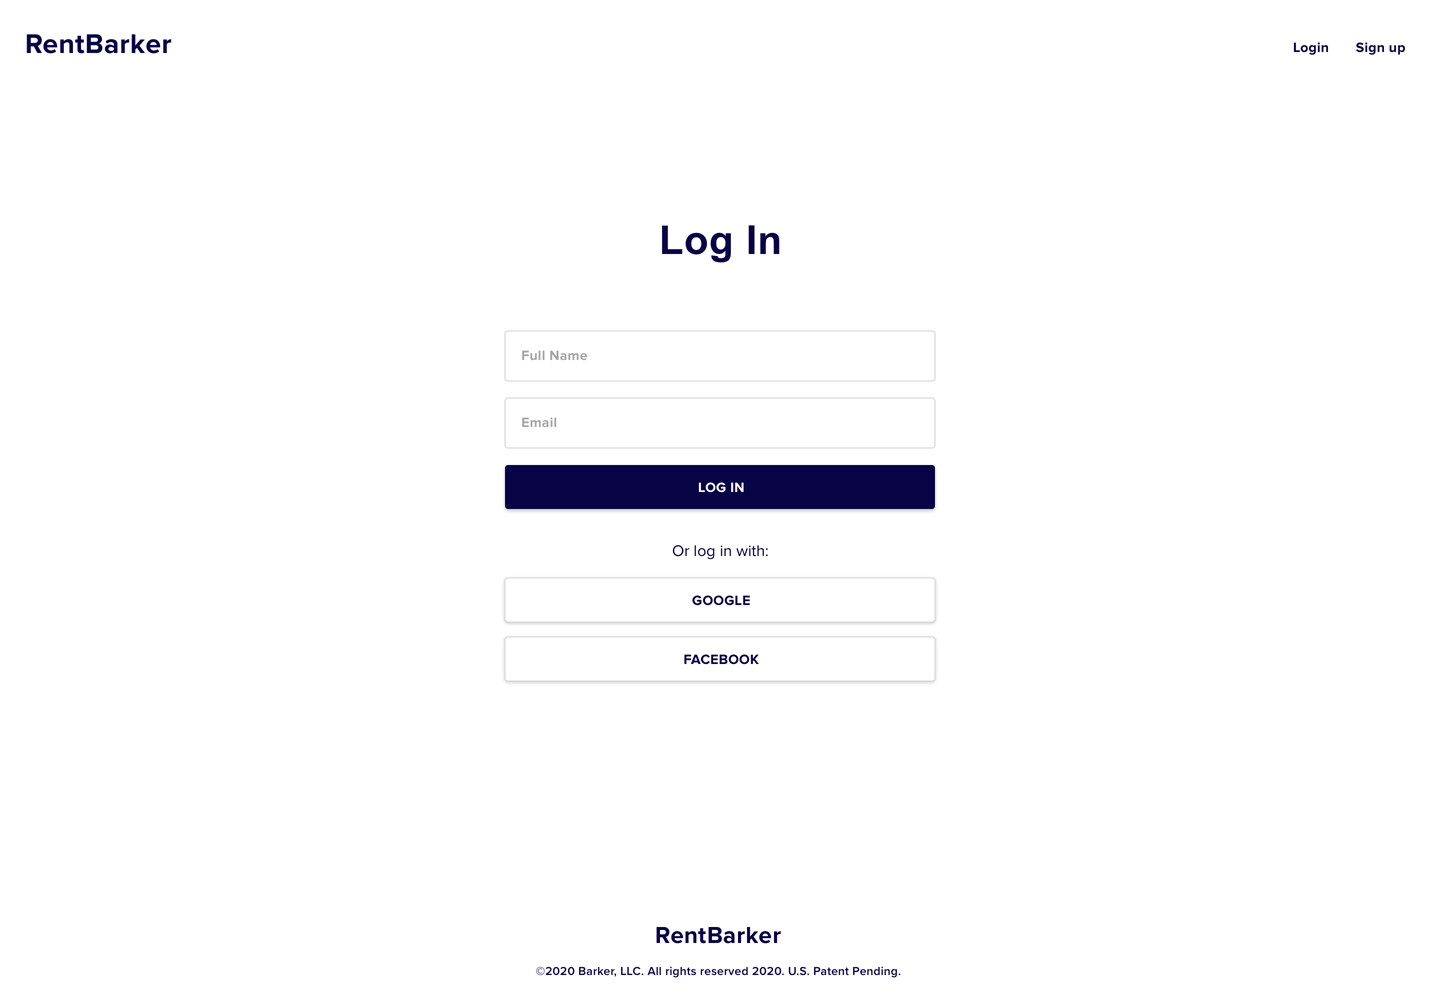 RentBarker
Login Sign up
Log In
Full Name
Email
LOG IN
Or log in with:
GOOGLE
FACEBOOK
RentBarker
©2020 Barker, LLC. All rights reserved 2020. U.S. Patent Pending.